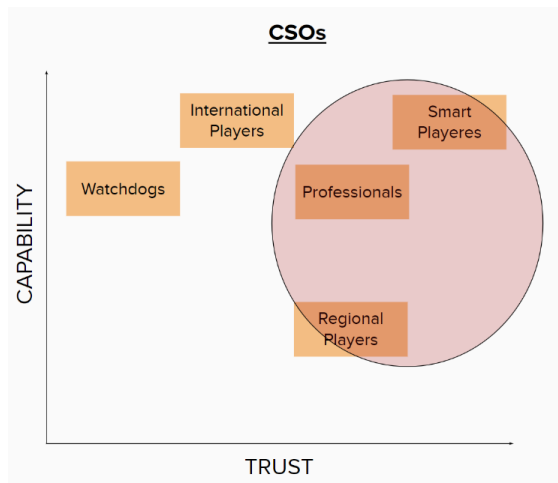 CSOs
International
Players
Smart
Playeres
Watchdogs
Professionals
Regional
Players
CAPABILITY
TRUST